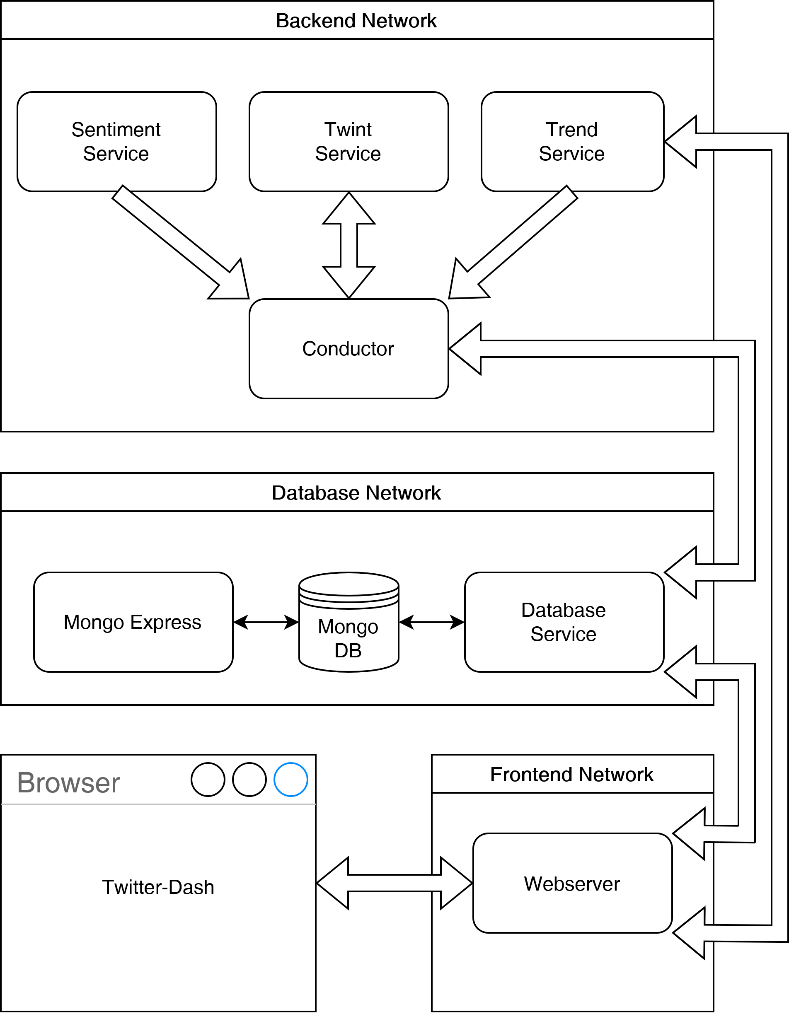 Backend Network
Sentiment
Service
Twint
Service
Trend
Service
Conductor
Database Network
Mongo Express
Mongo
DB
Database
Service
Browser
Twitter-Dash
Frontend Network
Webserver